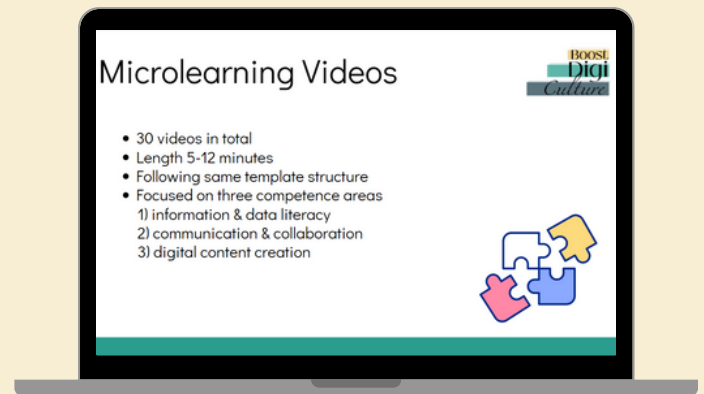 Microlearning Videos
Boost
Digi
Culture
• 30 videos in total
• Length 5-12 minutes
• Following same template structure
• Focused on three competence areas
1) information & data literacy
2) communication & collaboration
3) digital content creation